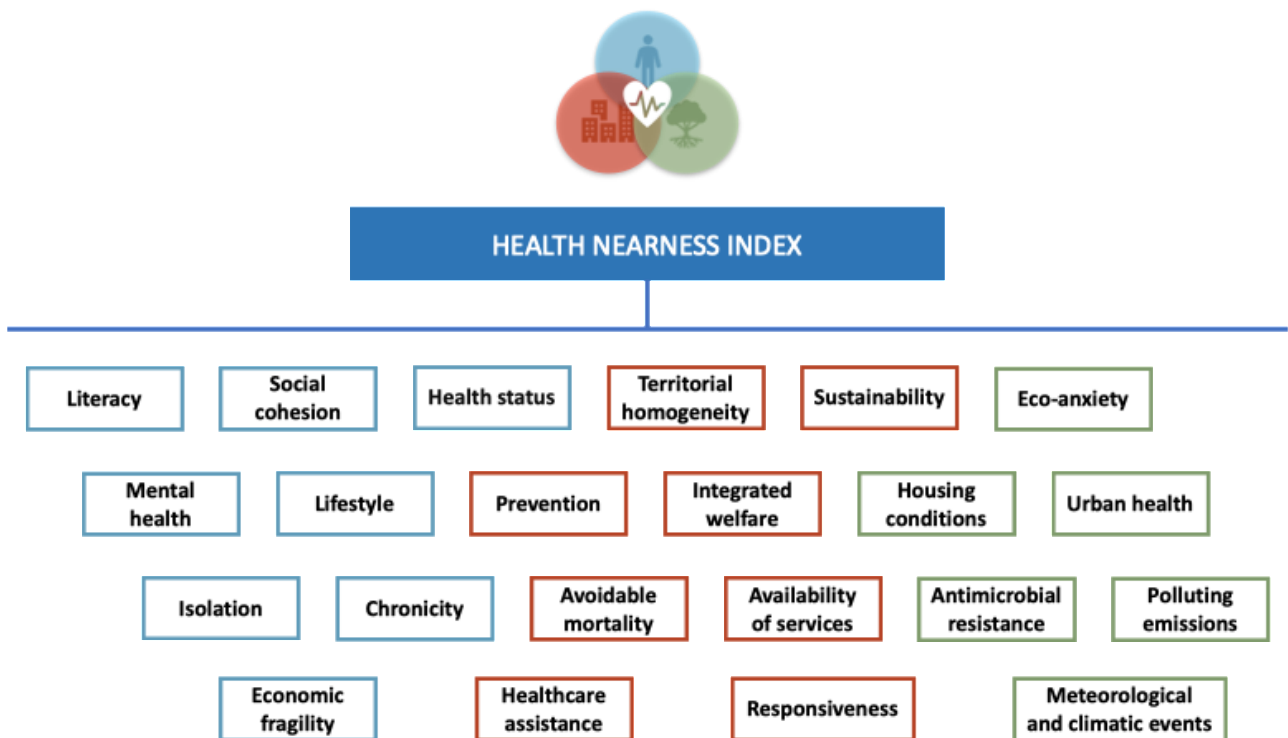 HEALTH NEARNESS INDEX
Literacy
Social
cohesion
Health status
Territorial
homogeneity
Sustainability
Eco-anxiety
Mental
health
Lifestyle
Prevention
Integrated
welfare
Housing
conditions
Urban health
Isolation
Chronicity
Avoidable
mortality
Availability
of services
Antimicrobial
resistance
Polluting
emissions
Economic
fragility
Healthcare
assistance
Responsiveness
Meteorological
and climatic events